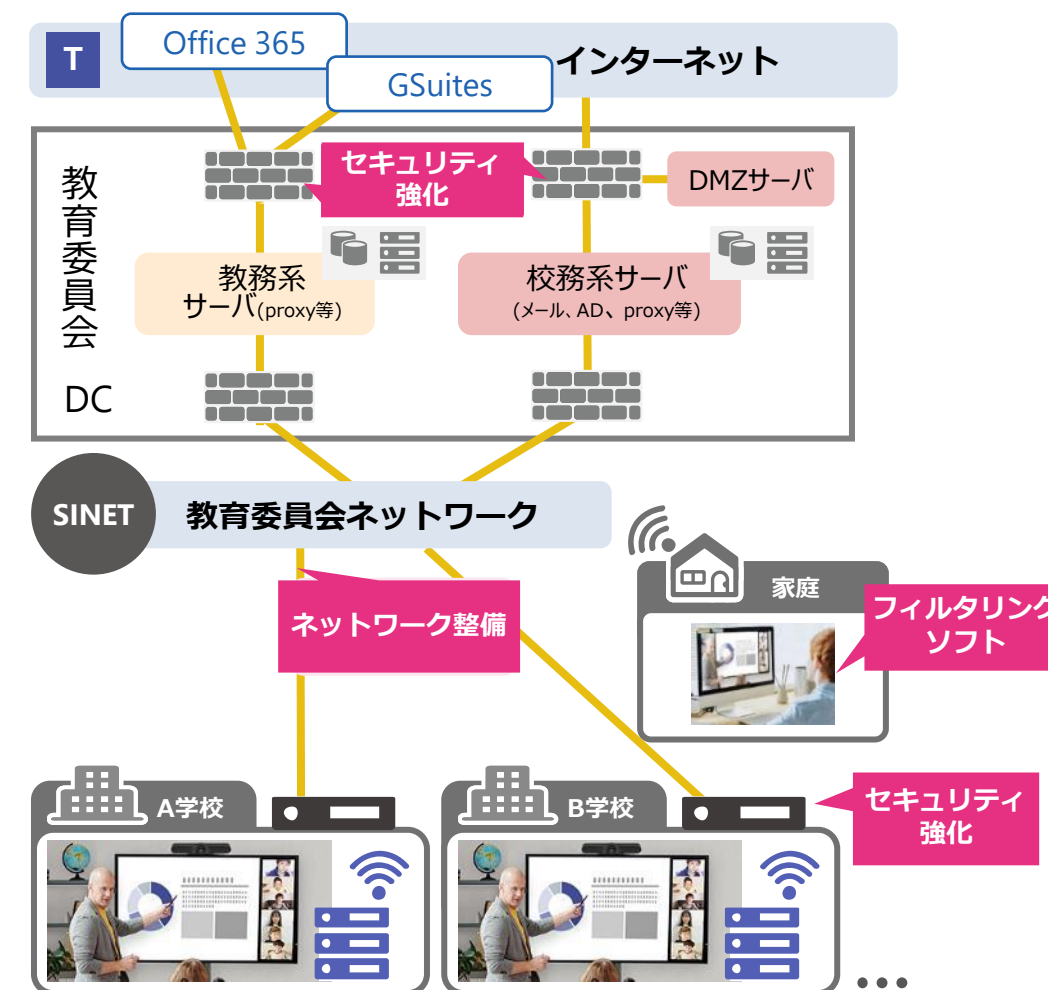 T
Office 365
GSuites
インターネット
教育委員会
DC
セキュリティ
強化
DMZサーバ
教務系
サーバ(proxy等)
校務系サーバ
(メール、AD、proxy等)
SINET
教育委員会ネットワーク
ネットワーク整備
家庭
フィルタリング
ソフト
A学校
B学校
セキュリティ
強化
•••